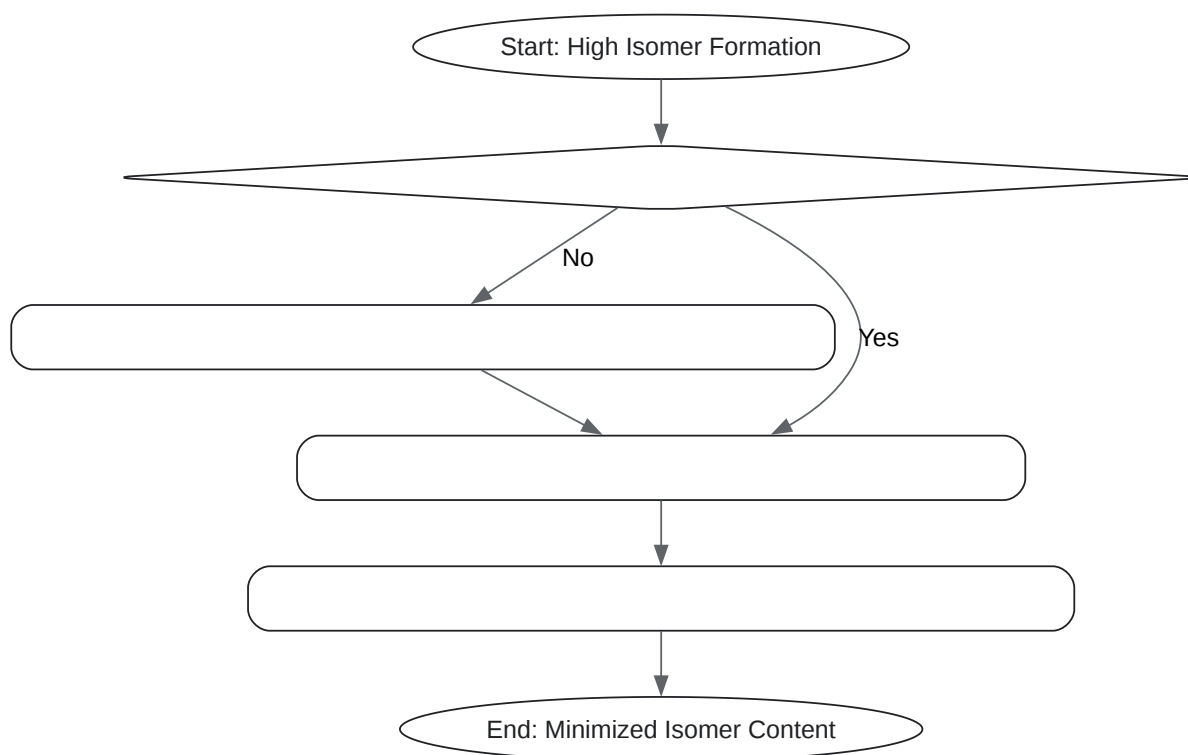 Start: High Isomer Formation
No
Yes
End: Minimized Isomer Content